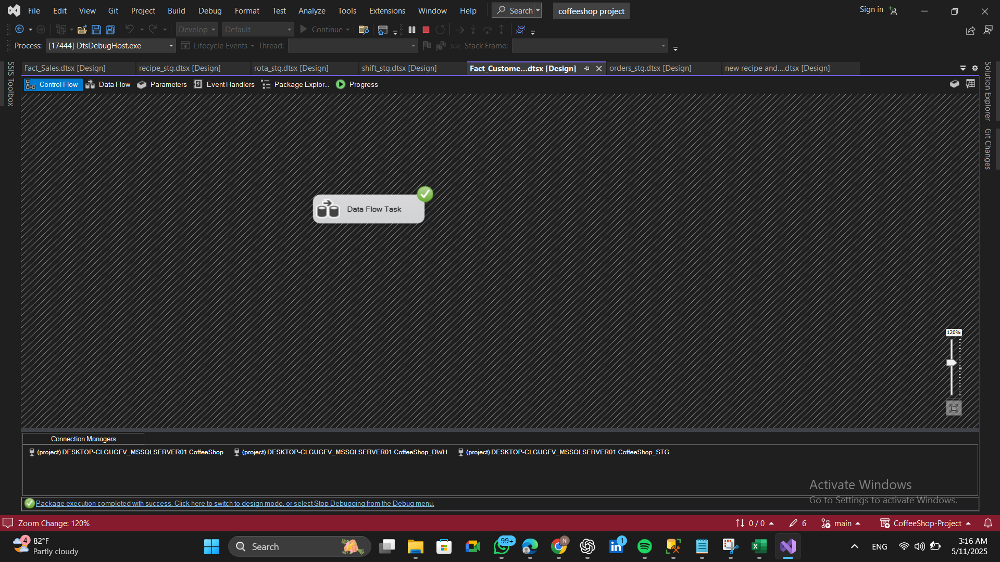 File Edit View Git Project Build Debug Format Test Analyze Tools Extensions Window Help Search coffeeshop project Sign in
Develop Default Continue
Process: [17444] DtsDebugHost.exe Lifecycle Events Thread: Stack Frame:
SSIS Toolbox
Fact_Sales.dtsx [Design] recipe_stg.dtsx [Design] rota_stg.dtsx [Design] shift_stg.dtsx [Design] Fact_Custome...dtsx [Design] orders_stg.dtsx [Design] new recipe and....dtsx [Design]
Solution Explorer
Git Changes
Control Flow Data Flow Parameters Event Handlers Package Explor... Progress
Data Flow Task
120%
Connection Managers
(project) DESKTOP-CLGUGFV_MSSQLSERVER01.CoffeeShop (project) DESKTOP-CLGUGFV_MSSQLSERVER01.CoffeeShop_DWH (project) DESKTOP-CLGUGFV_MSSQLSERVER01.CoffeeShop_STG
Activate Windows
Go to Settings to activate Windows.
Package execution completed with success. Click here to switch to design mode, or select Stop Debugging from the Debug menu.
Zoom Change: 120% 0 / 0 6 main CoffeeShop-Project
4 82°F
Partly cloudy
Search
99+
N
1
ENG
3:16 AM
5/11/2025